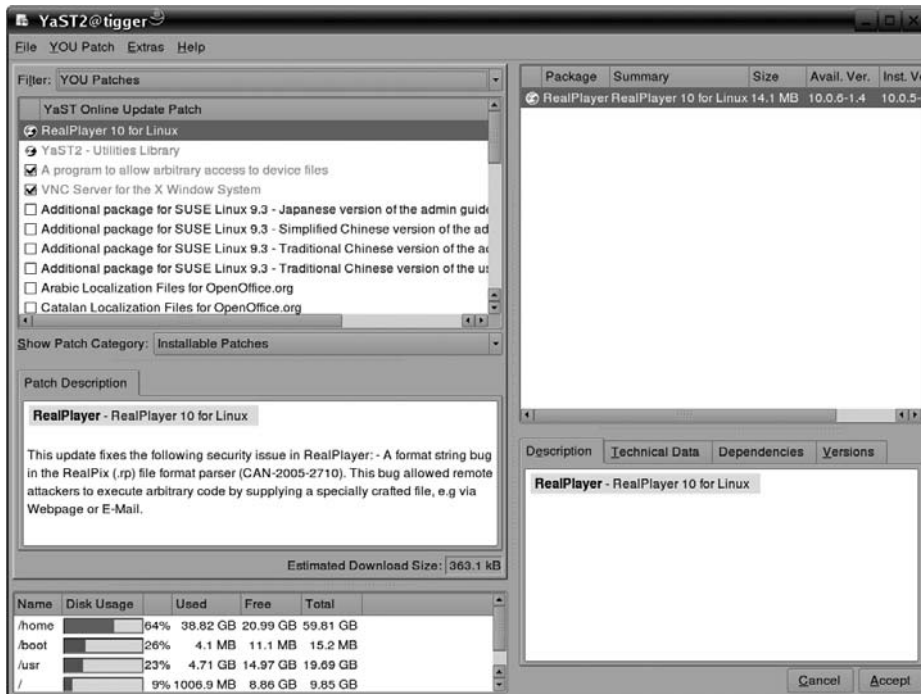 YaST2@tigger
File YOU Patch Extras Help
Filter: YOU Patches
YaST Online Update Patch
RealPlayer 10 for Linux
YaST2 - Utilities Library
A program to allow arbitrary access to device files
VNC Server for the X Window System
Additional package for SUSE Linux 9.3 - Japanese version of the admin guide
Additional package for SUSE Linux 9.3 - Simplified Chinese version of the ad
Additional package for SUSE Linux 9.3 - Traditional Chinese version of the
Additional package for SUSE Linux 9.3 - Traditional Chinese version of the
Arabic Localization Files for OpenOffice.org
Catalan Localization Files for OpenOffice.org
Show Patch Category: Installable Patches
Patch Description
RealPlayer - RealPlayer 10 for Linux
This update fixes the following security issue in RealPlayer: - A format string bug
in the RealPix (.rp) file format parser (CAN-2005-2710). This bug allowed remote
attackers to execute arbitrary code by supplying a specially crafted file, e.g via
Webpage or E-Mail.
Estimated Download Size: 363.1 kB
Name Disk Usage Used Free Total
/home 64% 38.82 GB 20.99 GB 59.81 GB
/boot 26% 4.1 MB 11.1 MB 15.2 MB
/usr 23% 4.71 GB 14.97 GB 19.69 GB
/ 9% 1006.9 MB 8.86 GB 9.85 GB
Package Summary Size Avail. Ver. Inst. V
RealPlayer RealPlayer 10 for Linux 14.1 MB 10.0.6-1.4 10.0.5-
Description Technical Data Dependencies Versions
RealPlayer - RealPlayer 10 for Linux
Cancel Accept